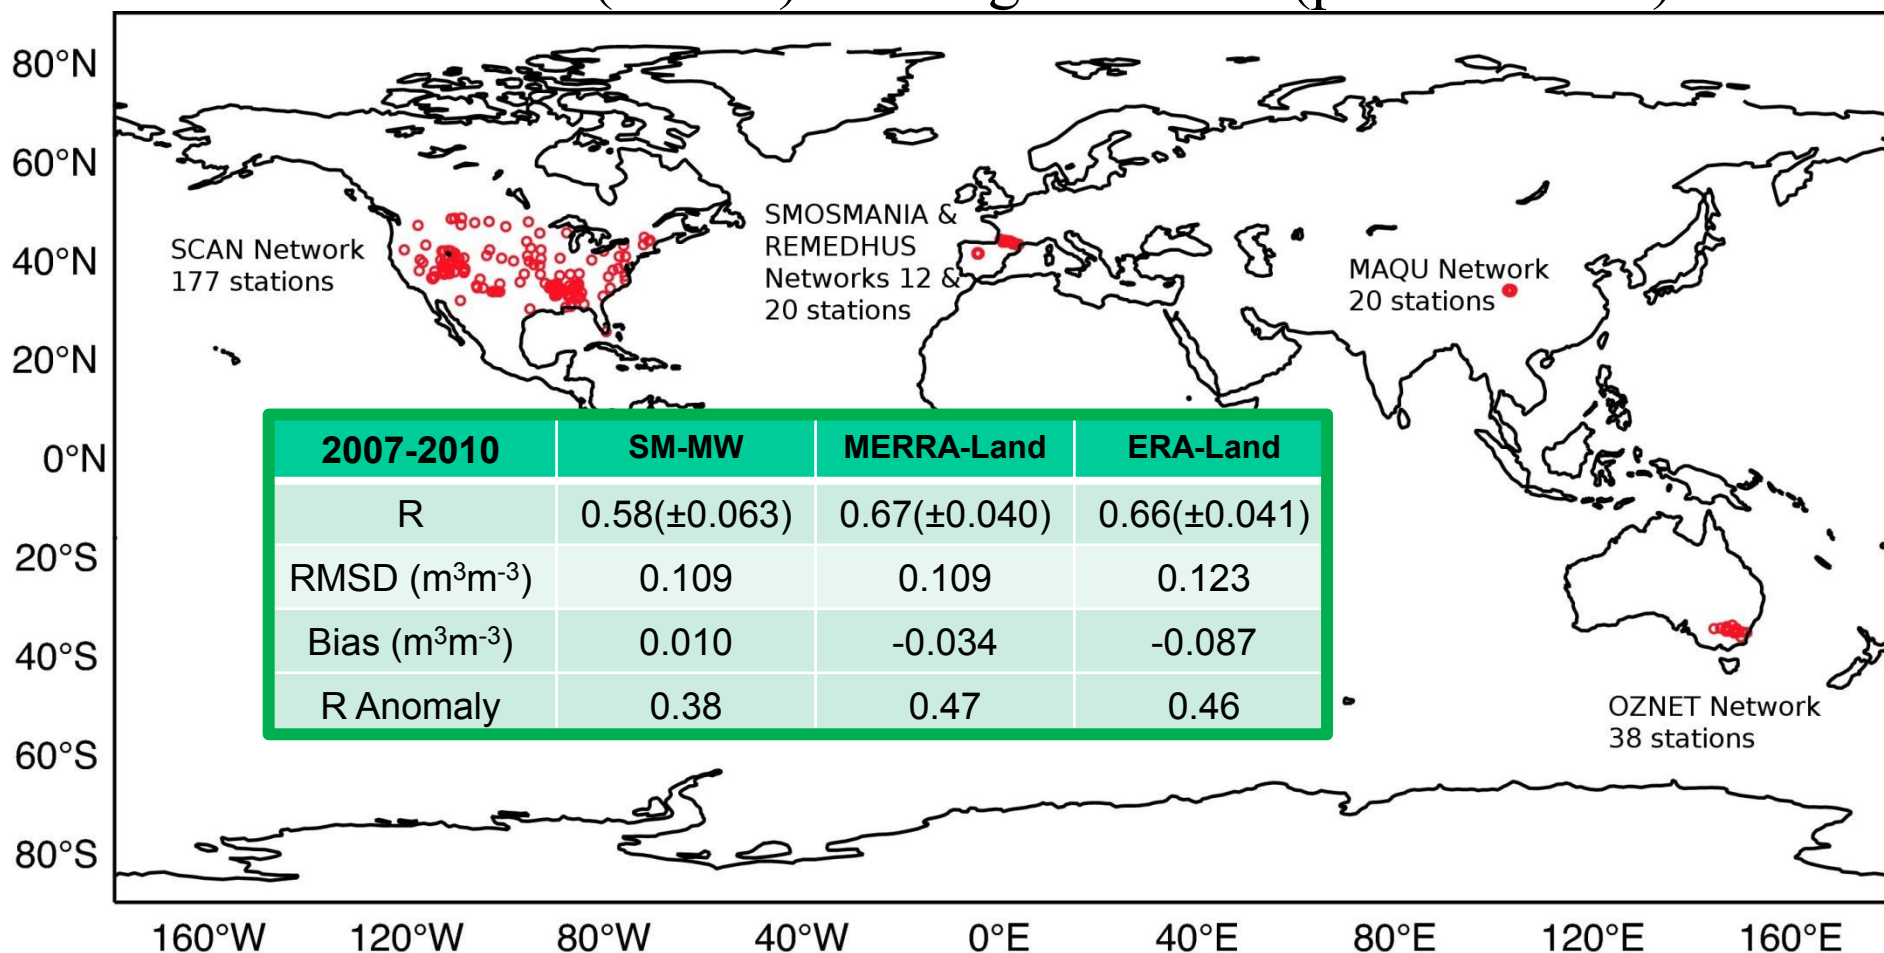 80°N
60°N
40°N
20°N
0°N
20°S
40°S
60°S
80°S
SCAN Network
177 stations
SMOSMANIA &
REMEDHUS
Networks 12 &
20 stations
MAQU Network
20 stations
2007-2010 SM-MW MERRA-Land ERA-Land
R 0.58(±0.063) 0.67(±0.040) 0.66(±0.041)
RMSD (m³m⁻³) 0.109 0.109 0.123
Bias (m³m⁻³) 0.010 -0.034 -0.087
R Anomaly 0.38 0.47 0.46
OZNET Network
38 stations
160°W 120°W 80°W 40°W 0°E 40°E 80°E 120°E 160°E